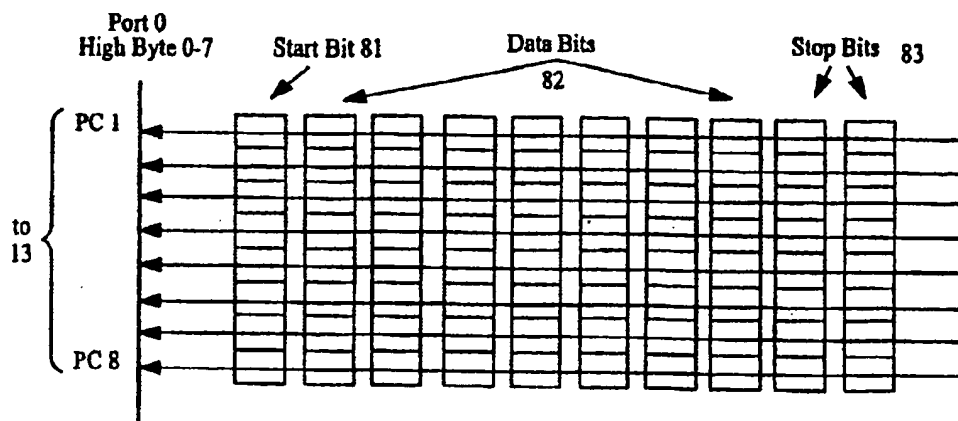 Port 0
High Byte 0-7
Start Bit 81
Data Bits
82
Stop Bits 83
PC 1
to
13
PC 8